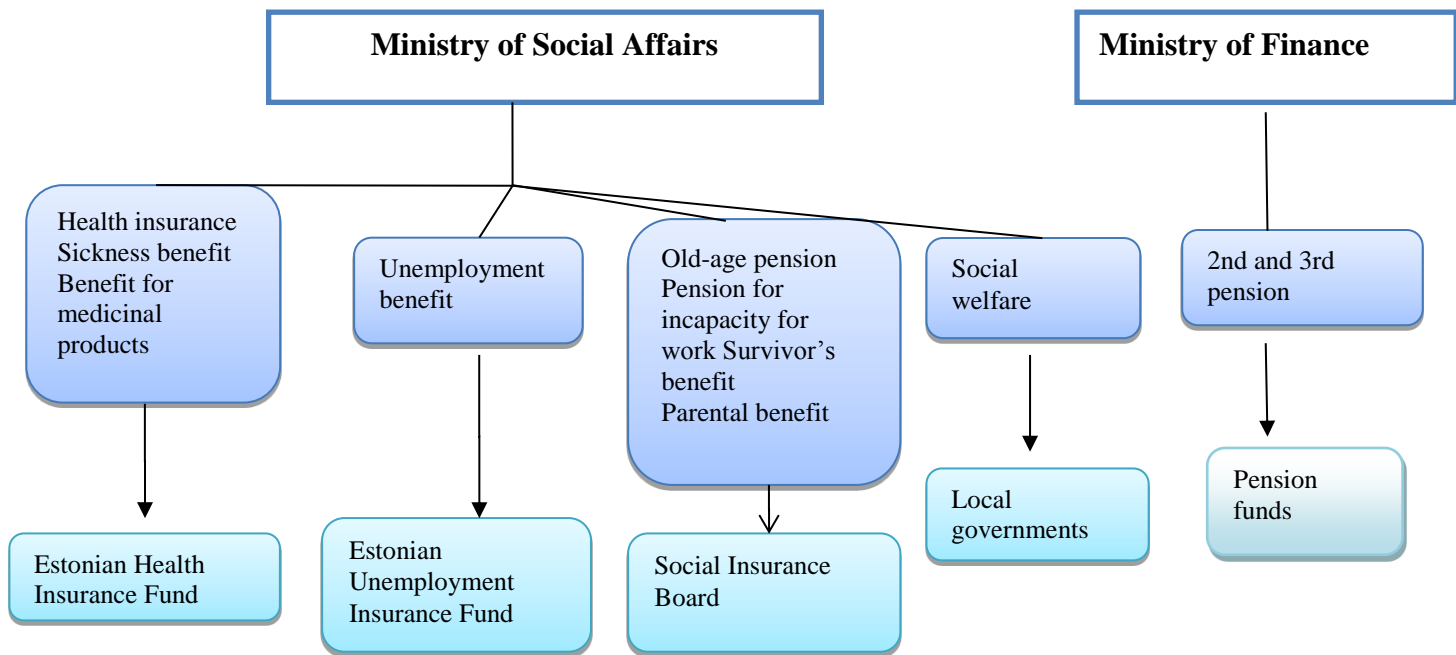 Ministry of Social Affairs
Ministry of Finance
Health insurance
Sickness benefit
Benefit for
medicinal
products
Unemployment
benefit
Old-age pension
Pension for
incapacity for
work Survivor’s
benefit
Parental benefit
Social
welfare
2nd and 3rd
pension
Estonian Health
Insurance Fund
Estonian
Unemployment
Insurance Fund
Social Insurance
Board
Local
governments
Pension
funds